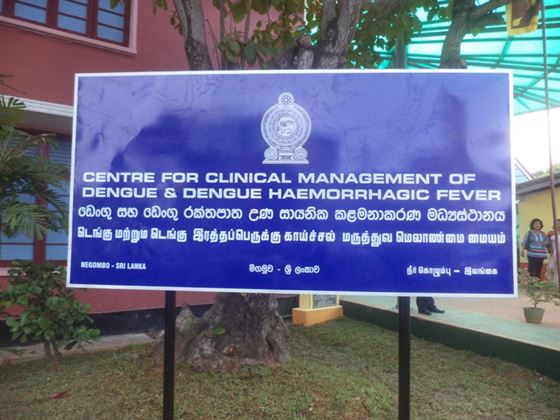 CENTRE FOR CLINICAL MANAGEMENT OF
DENGUE & DENGUE HAEMORRHAGIC FEVER
ඩෙංගු සහ ඩෙංගු රක්තපාත උණ සායනික කළමනාකරණ මධ්‍යස්ථානය
டெங்கு மற்றும டெங்கு இரத்தப்பெருக்கு காய்ச்சல் மருத்துவ மெலாண்மை மையம்
NEGOMBO - SRI LANKA
මීගමුව - ශ්‍රී ලංකාව
நீர் கொழும்பு - இலங்கை